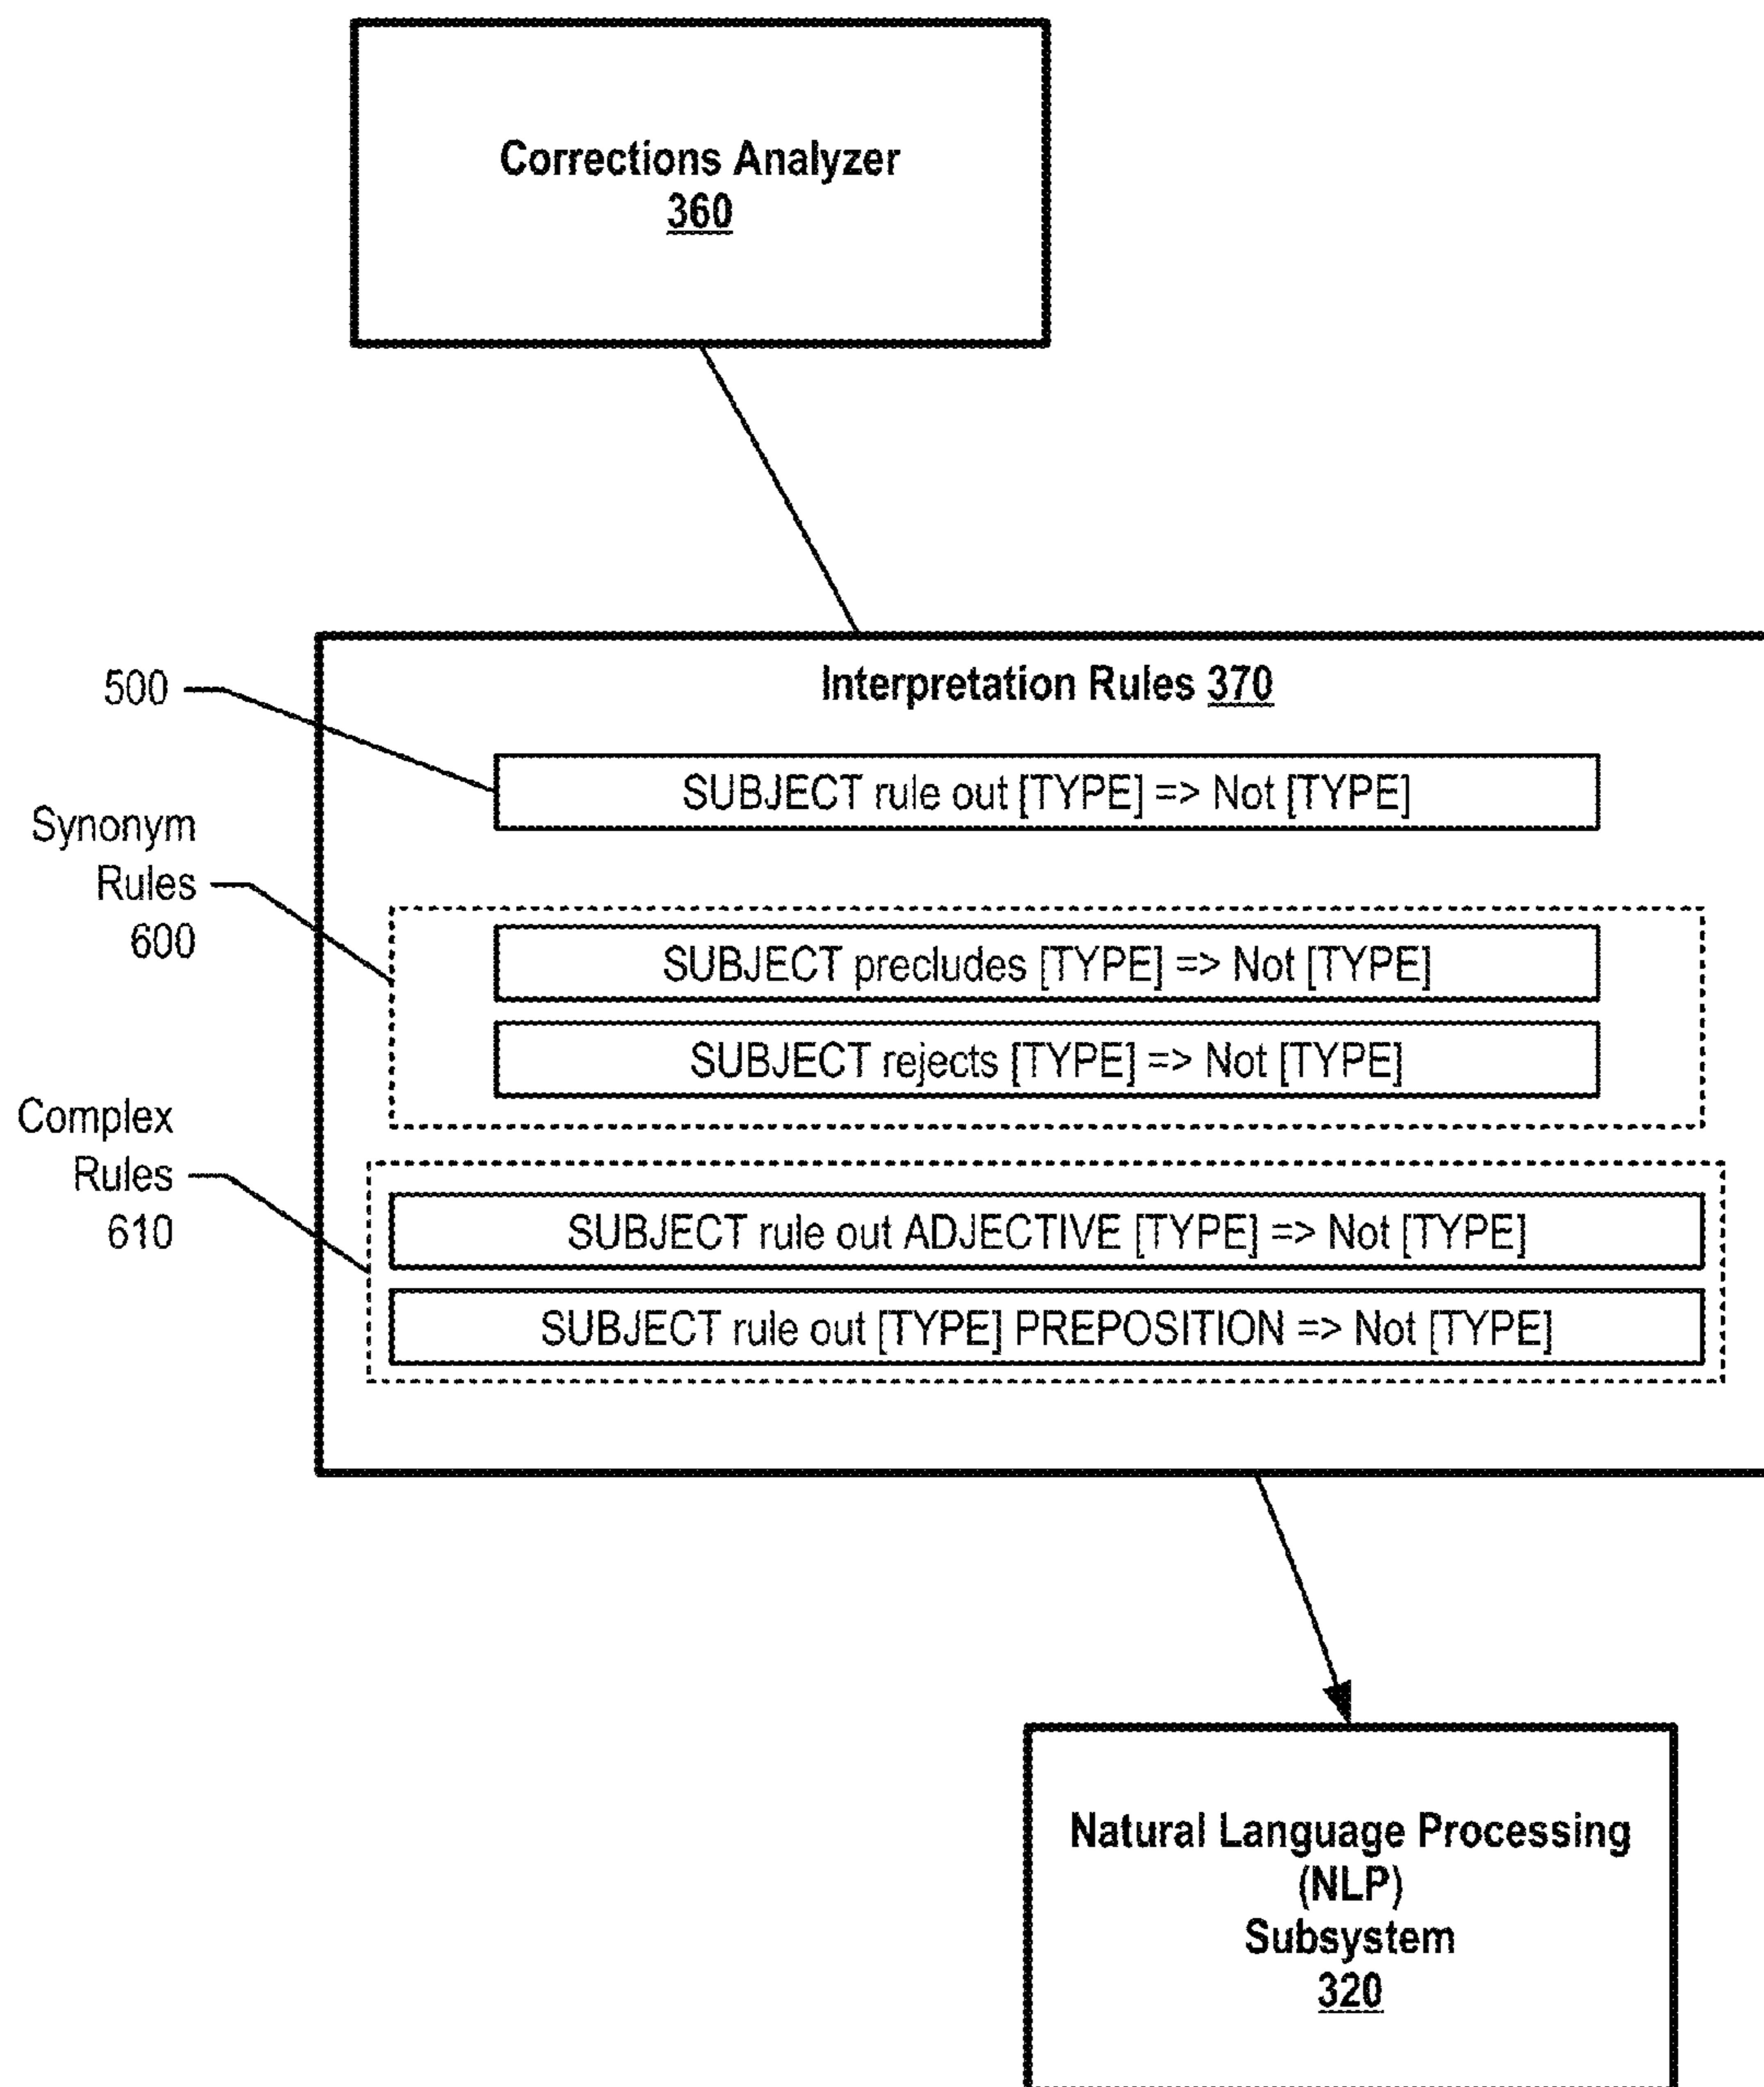 Corrections Analyzer
360
Interpretation Rules 370
500
SUBJECT rule out [TYPE] => Not [TYPE]
Synonym
Rules
600
SUBJECT precludes [TYPE] => Not [TYPE]
SUBJECT rejects [TYPE] => Not [TYPE]
Complex
Rules
610
SUBJECT rule out ADJECTIVE [TYPE] => Not [TYPE]
SUBJECT rule out [TYPE] PREPOSITION => Not [TYPE]
Natural Language Processing
(NLP)
Subsystem
320